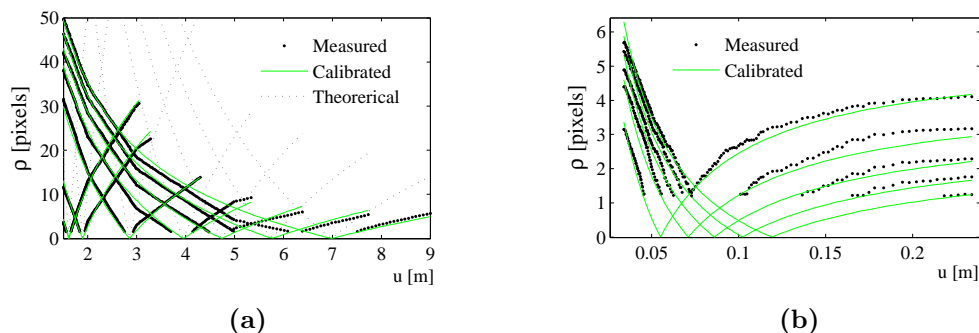 50
40
30
20
10
0
ρ [pixels]
Measured
Calibrated
Theorerical
2 3 4 5 6 7 8 9
u [m]
(a)
6
5
4
3
2
1
0
ρ [pixels]
Measured
Calibrated
0.05 0.1 0.15 0.2
u [m]
(b)